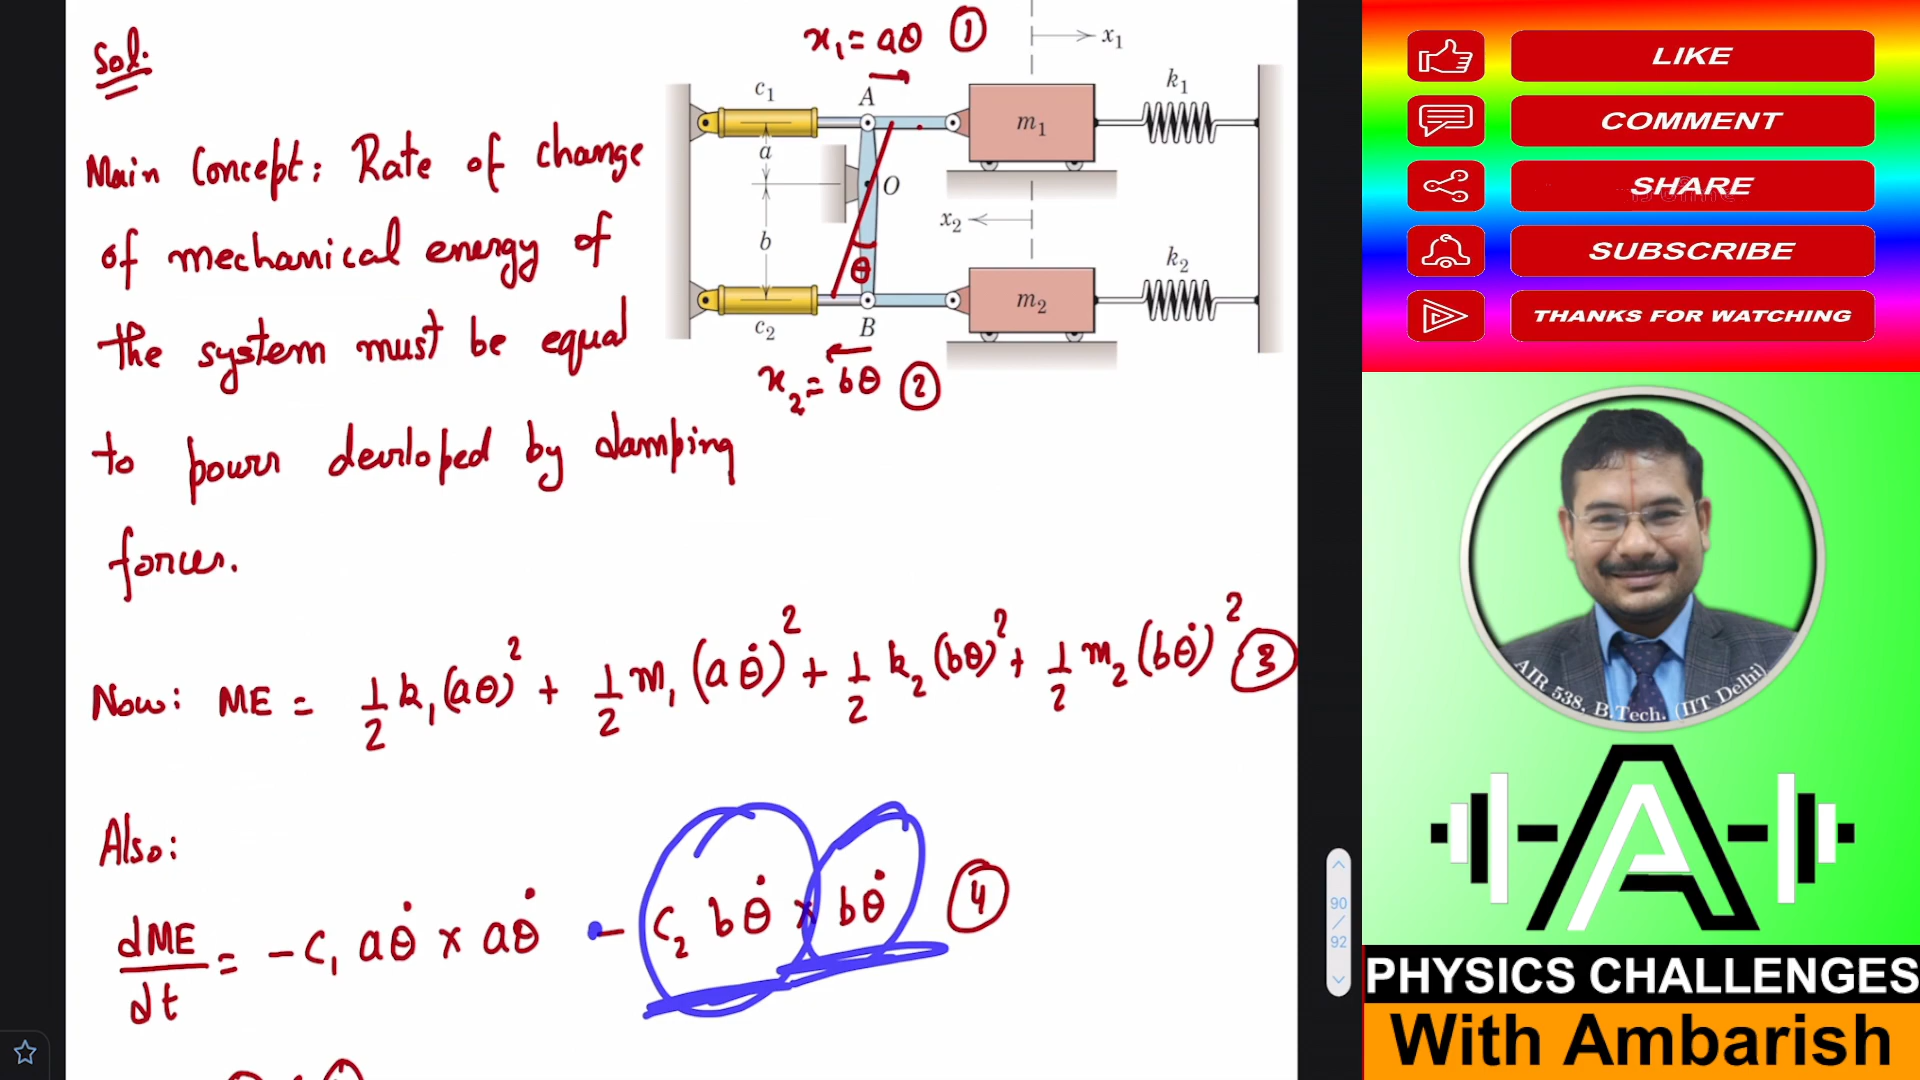 Sol.
x₁ = aθ ①
x₁
c₁
A
m₁
k₁
a
O
x₂
b
θ
k₂
m₂
c₂
B
x₂ = bθ ②
Main Concept: Rate of change
of mechanical energy of
the system must be equal
to power developed by damping
forces.
Now: ME = 1/2 k₁(aθ)² + 1/2 m₁(aθ̇)² + 1/2 k₂(bθ)² + 1/2 m₂(bθ̇)² ③
Also:
dME/dt = -c₁ aθ̇ × aθ̇ - c₂ bθ̇ × bθ̇ ④
90
/
92
LIKE
COMMENT
SHARE
SUBSCRIBE
THANKS FOR WATCHING
AIR 538, B.Tech. (IIT Delhi)
A
PHYSICS CHALLENGES
With Ambarish